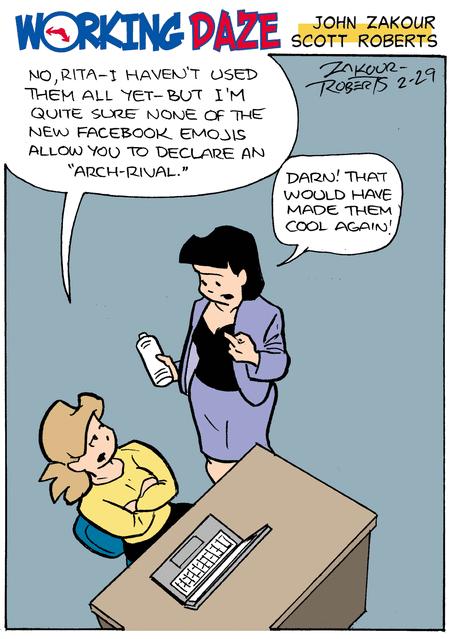 WORKING DAZE
JOHN ZAKOUR
SCOTT ROBERTS
ZAKOUR-
ROBERTS 2-29
NO, RITA-I HAVEN'T USED
THEM ALL YET-BUT I'M
QUITE SURE NONE OF THE
NEW FACEBOOK EMOJIS
ALLOW YOU TO DECLARE AN
"ARCH-RIVAL."
DARN! THAT
WOULD HAVE
MADE THEM
COOL AGAIN!